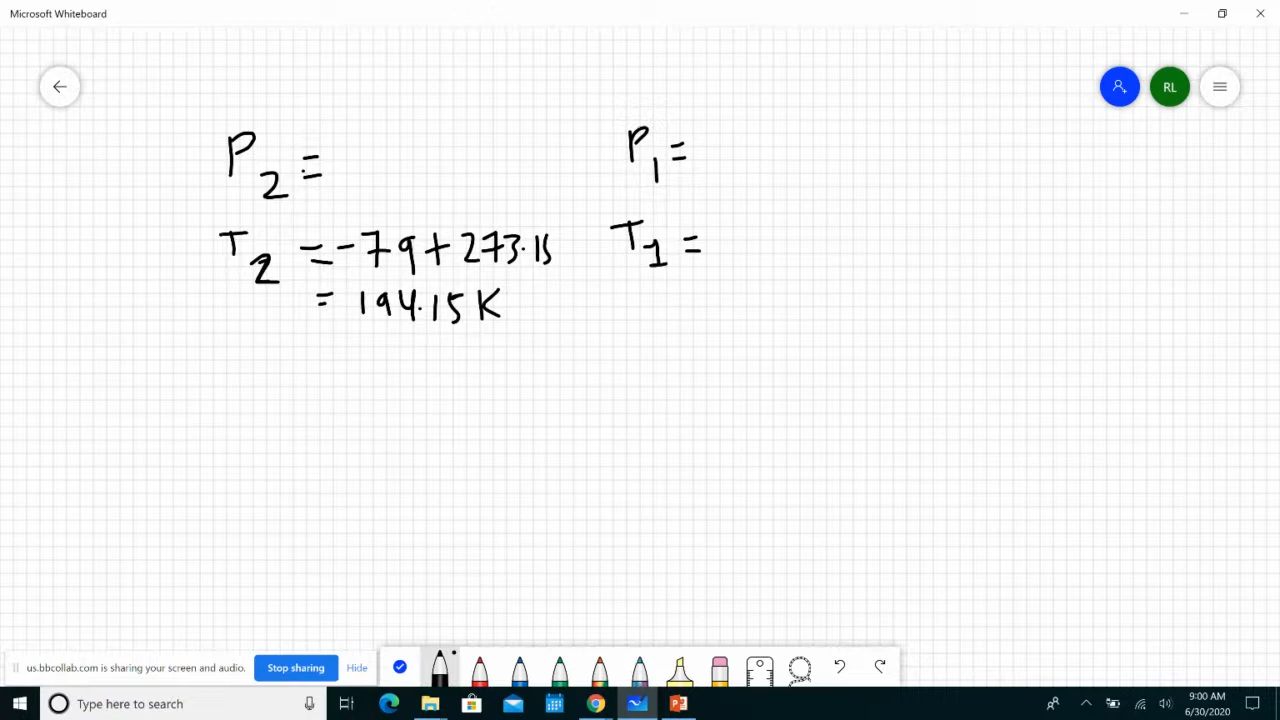 Microsoft Whiteboard
RL
P2 =
P1 =
T2 = -79 + 273.15
T1 =
= 194.15 K
us.bbcollab.com is sharing your screen and audio.
Stop sharing
Hide
Type here to search
9:00 AM
6/30/2020